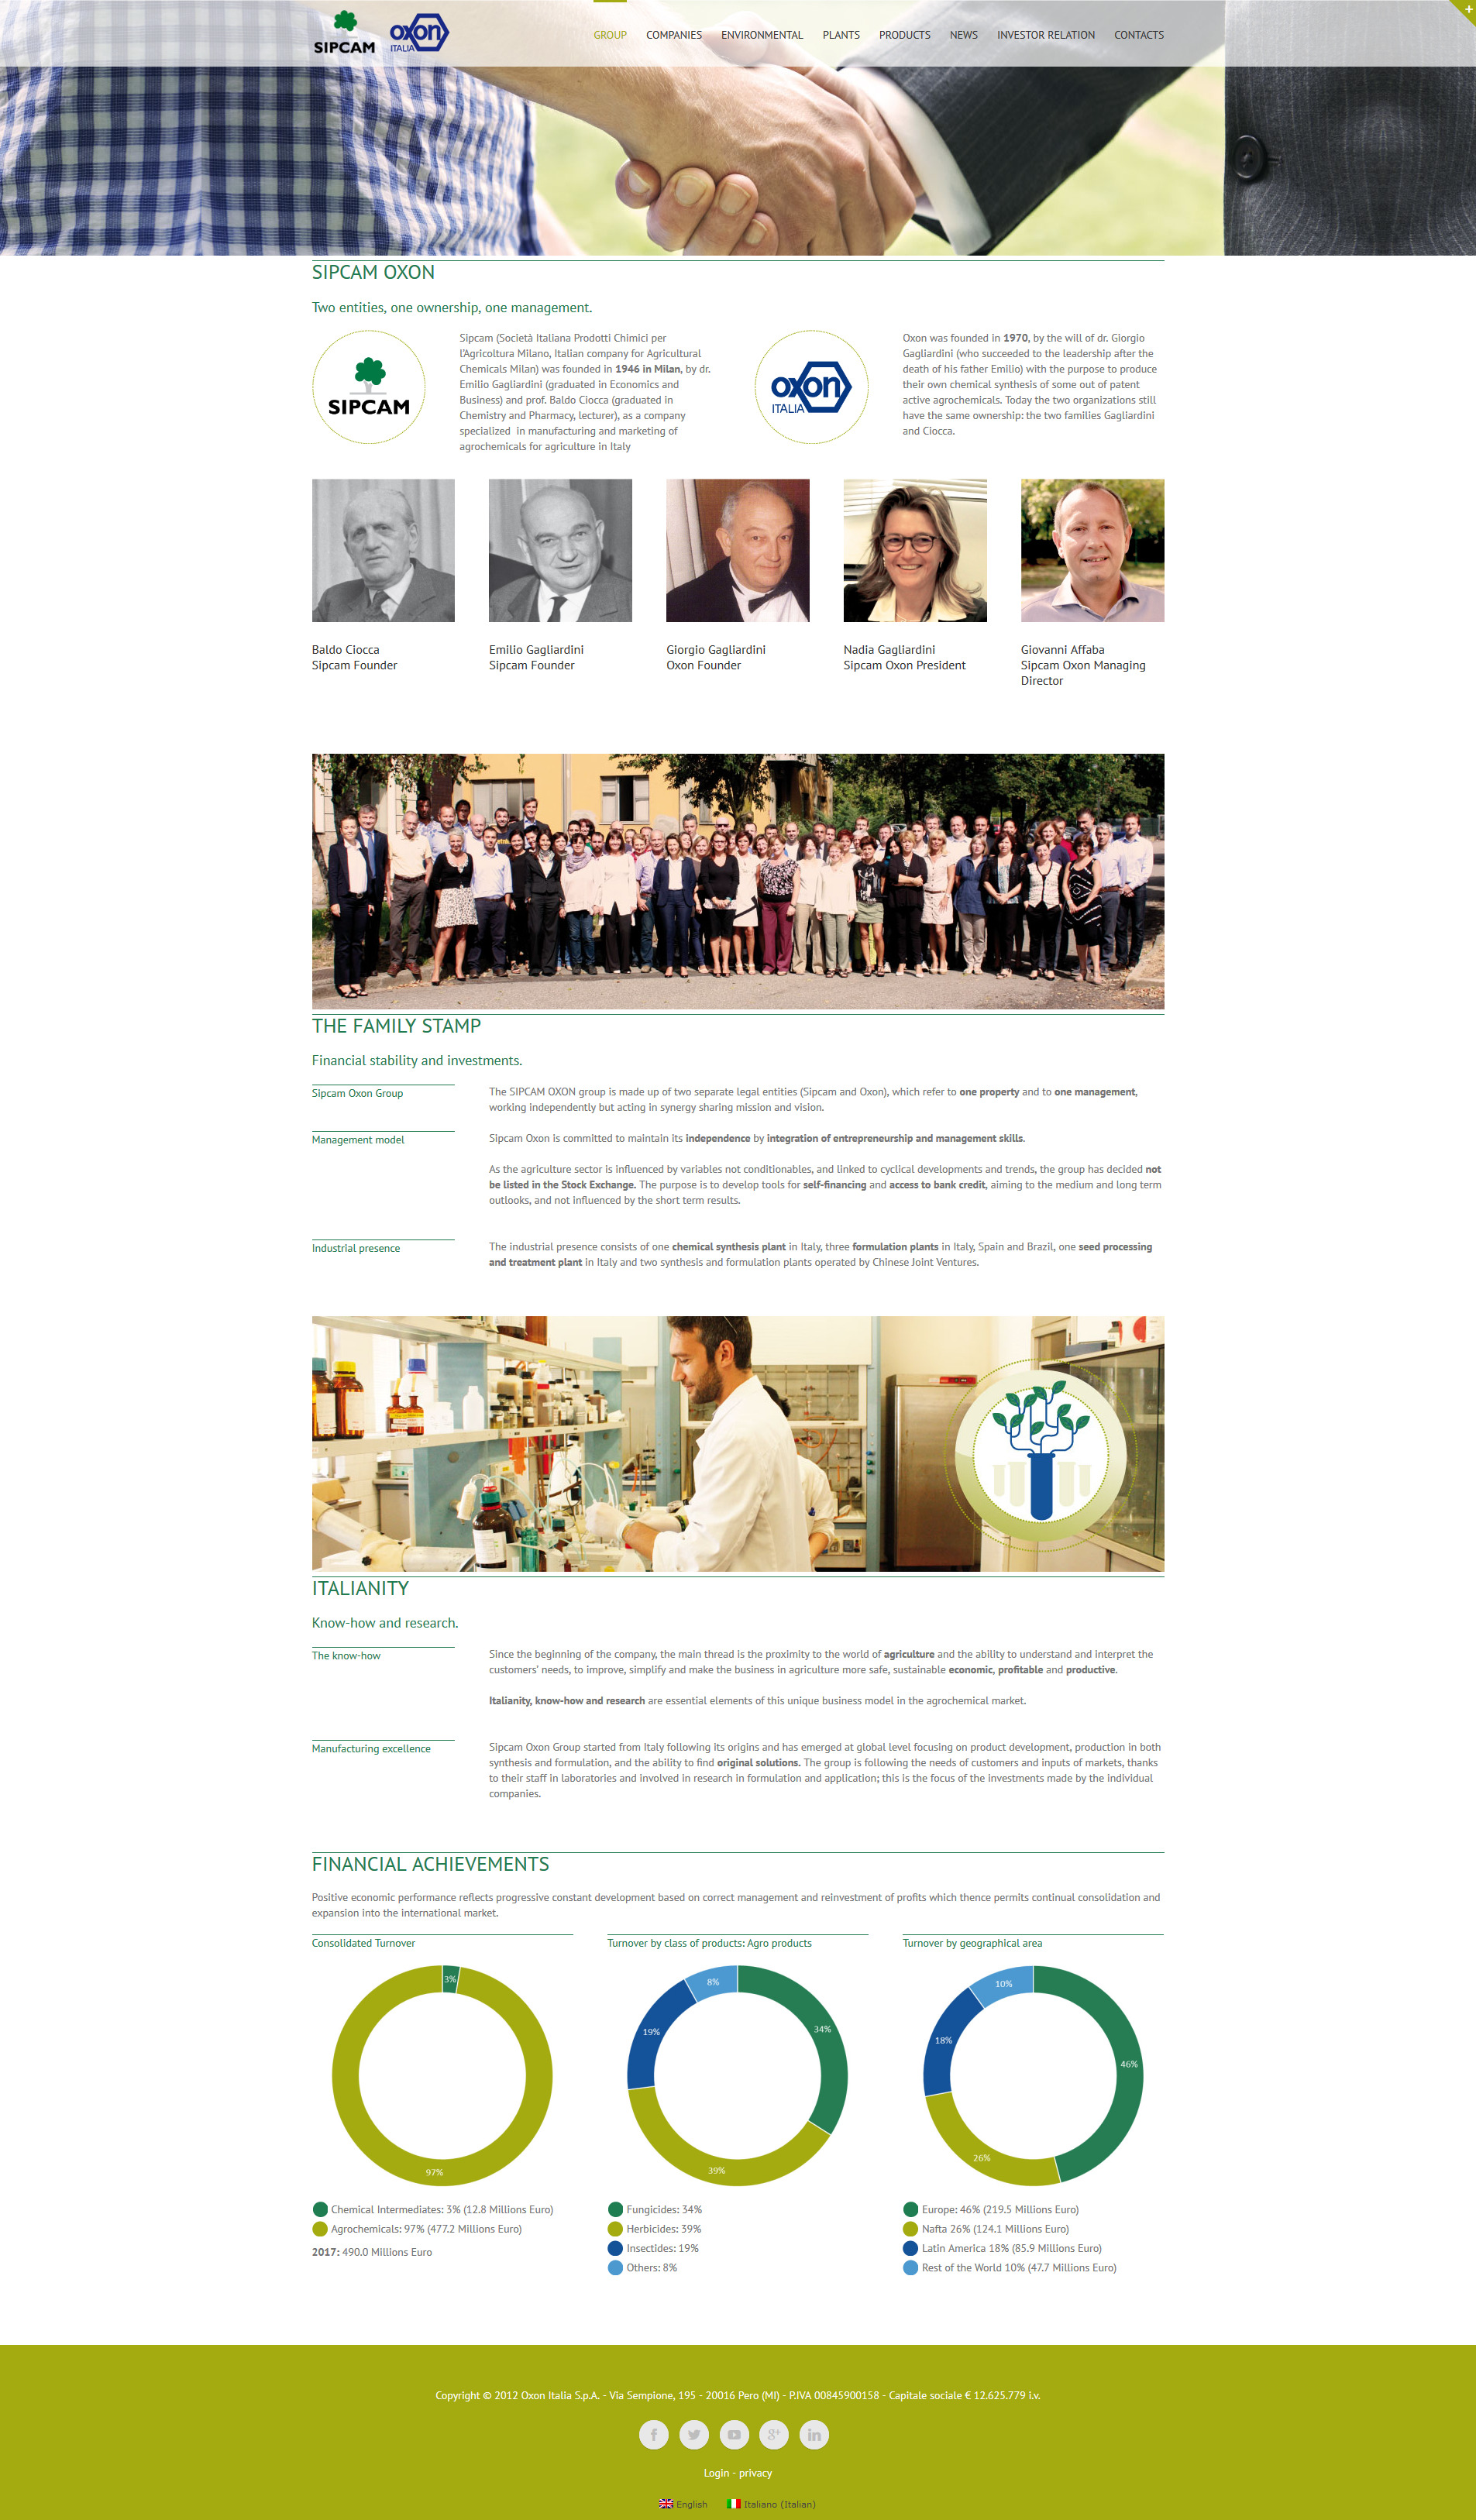 SIPCAM
oxon
ITALIA
GROUP COMPANIES ENVIRONMENTAL PLANTS PRODUCTS NEWS INVESTOR RELATION CONTACTS
+
SIPCAM OXON
Two entities, one ownership, one management.
SIPCAM
Sipcam (Società Italiana Prodotti Chimici per
l'Agricoltura Milano, Italian company for Agricultural
Chemicals Milan) was founded in 1946 in Milan, by dr.
Emilio Gagliardini (graduated in Economics and
Business) and prof. Baldo Ciocca (graduated in
Chemistry and Pharmacy, lecturer), as a company
specialized in manufacturing and marketing of
agrochemicals for agriculture in Italy
oxon
ITALIA
Oxon was founded in 1970, by the will of dr. Giorgio
Gagliardini (who succeeded to the leadership after the
death of his father Emilio) with the purpose to produce
their own chemical synthesis of some out of patent
active agrochemicals. Today the two organizations still
have the same ownership: the two families Gagliardini
and Ciocca.
Baldo Ciocca
Sipcam Founder
Emilio Gagliardini
Sipcam Founder
Giorgio Gagliardini
Oxon Founder
Nadia Gagliardini
Sipcam Oxon President
Giovanni Affaba
Sipcam Oxon Managing
Director
THE FAMILY STAMP
Financial stability and investments.
Sipcam Oxon Group
The SIPCAM OXON group is made up of two separate legal entities (Sipcam and Oxon), which refer to one property and to one management,
working independently but acting in synergy sharing mission and vision.
Management model
Sipcam Oxon is committed to maintain its independence by integration of entrepreneurship and management skills.
As the agriculture sector is influenced by variables not conditionables, and linked to cyclical developments and trends, the group has decided not
be listed in the Stock Exchange. The purpose is to develop tools for self-financing and access to bank credit, aiming to the medium and long term
outlooks, and not influenced by the short term results.
Industrial presence
The industrial presence consists of one chemical synthesis plant in Italy, three formulation plants in Italy, Spain and Brazil, one seed processing
and treatment plant in Italy and two synthesis and formulation plants operated by Chinese Joint Ventures.
ITALIANITY
Know-how and research.
The know-how
Since the beginning of the company, the main thread is the proximity to the world of agriculture and the ability to understand and interpret the
customers' needs, to improve, simplify and make the business in agriculture more safe, sustainable economic, profitable and productive.
Italianity, know-how and research are essential elements of this unique business model in the agrochemical market.
Manufacturing excellence
Sipcam Oxon Group started from Italy following its origins and has emerged at global level focusing on product development, production in both
synthesis and formulation, and the ability to find original solutions. The group is following the needs of customers and inputs of markets, thanks
to their staff in laboratories and involved in research in formulation and application; this is the focus of the investments made by the individual
companies.
FINANCIAL ACHIEVEMENTS
Positive economic performance reflects progressive constant development based on correct management and reinvestment of profits which thence permits continual consolidation and
expansion into the international market.
Consolidated Turnover
3%
97%
Chemical Intermediates: 3% (12.8 Millions Euro)
Agrochemicals: 97% (477.2 Millions Euro)
2017: 490.0 Millions Euro
Turnover by class of products: Agro products
8%
34%
19%
39%
Fungicides: 34%
Herbicides: 39%
Insectides: 19%
Others: 8%
Turnover by geographical area
10%
18%
46%
26%
Europe: 46% (219.5 Millions Euro)
Nafta 26% (124.1 Millions Euro)
Latin America 18% (85.9 Millions Euro)
Rest of the World 10% (47.7 Millions Euro)
Copyright © 2012 Oxon Italia S.p.A. - Via Sempione, 195 - 20016 Pero (MI) - P.IVA 00845900158 - Capitale sociale € 12.625.779 i.v.
Login - privacy
English Italiano (Italian)